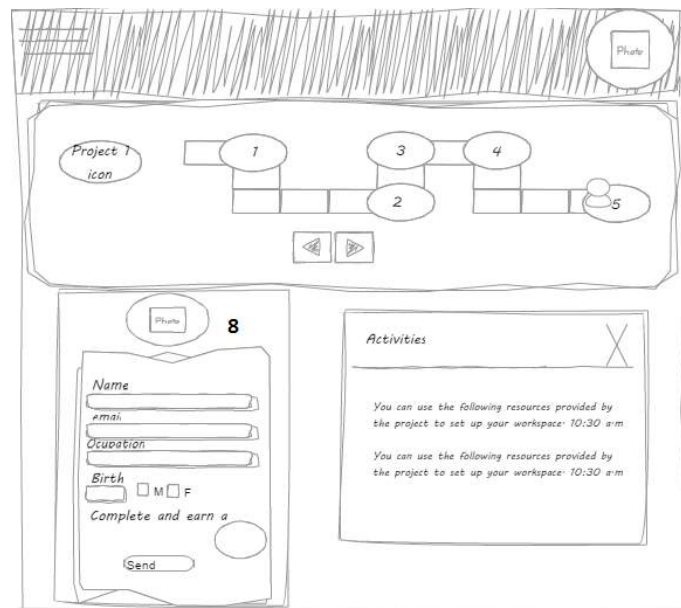 Photo
Project 1
icon
1
3
4
2
5
Photo
8
Name
email
Ocupation
Birth
M
F
Complete and earn a
Send
Activities
You can use the following resources provided by
the project to set up your workspace. 10:30 a.m
You can use the following resources provided by
the project to set up your workspace. 10:30 a.m